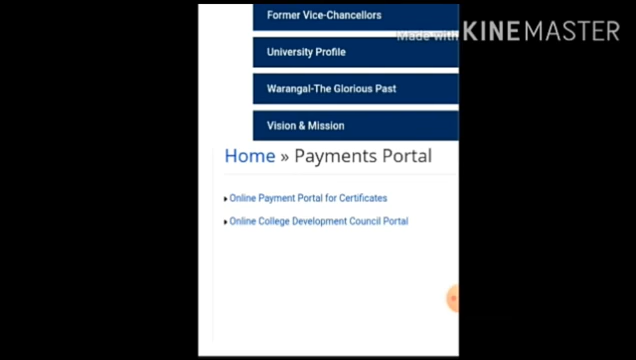 Former Vice-Chancellors
Made with KINEMASTER
University Profile
Warangal-The Glorious Past
Vision & Mission
Home » Payments Portal
Online Payment Portal for Certificates
Online College Development Council Portal